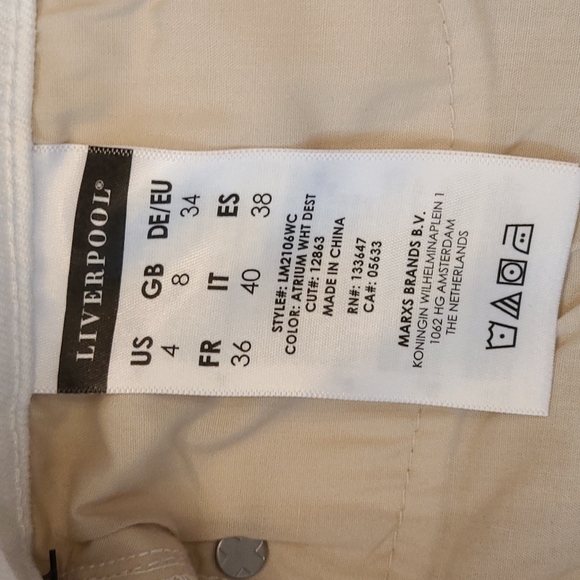 LIVERPOOL®
US GB DE/EU
4 8 34
FR IT ES
36 40 38
STYLE#: LM2106WC
COLOR: ATRIUM WHT DEST
CUT#: 12863
MADE IN CHINA
RN#: 133647
CA#: 05633
MARXS BRANDS B.V.
KONINGIN WILHELMINAPLEIN 1
1062 HG AMSTERDAM
THE NETHERLANDS